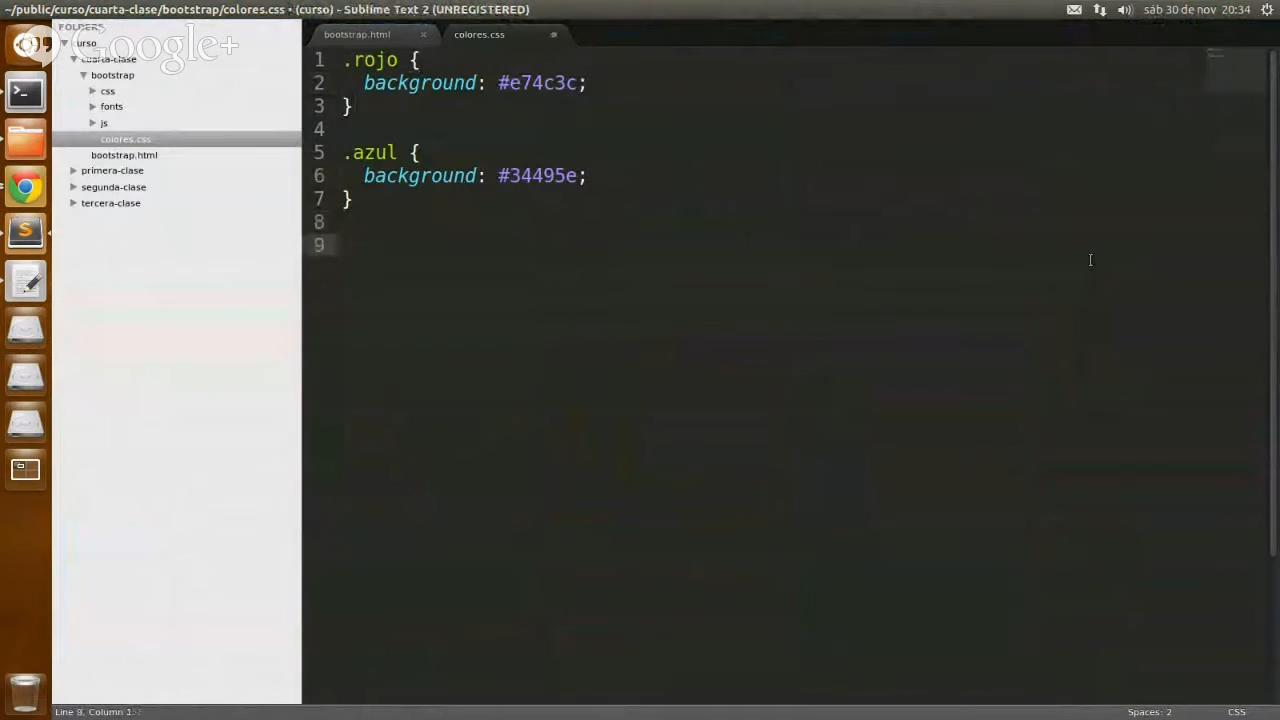 ~/public/curso/cuarta-clase/bootstrap/colores.css • (curso) - Sublime Text 2 (UNREGISTERED)
sáb 30 de nov 20:34
Google+
FOLDERS
curso
cuarta-clase
bootstrap
css
fonts
js
colores.css
bootstrap.html
primera-clase
segunda-clase
tercera-clase
bootstrap.html
colores.css
1 .rojo {
2 background: #e74c3c;
3 }
4
5 .azul {
6 background: #34495e;
7 }
8
9
Line 9, Column 1
Spaces: 2
CSS